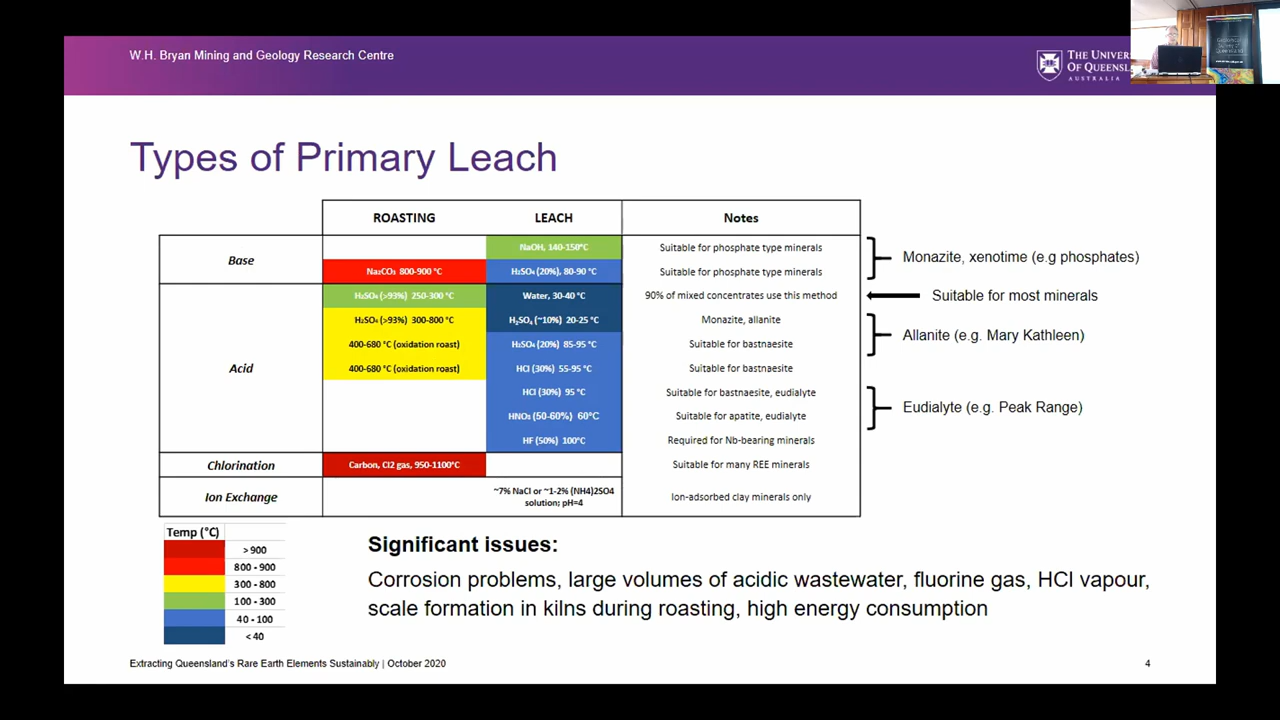 W.H. Bryan Mining and Geology Research Centre
THE UNIVER
OF QUEENSL
AUSTRALIA
Types of Primary Leach
ROASTING LEACH Notes
Base
NaOH, 140-150°C Suitable for phosphate type minerals
Na₂CO₃ 800-900 °C H₂SO₄ (20%), 80-90 °C Suitable for phosphate type minerals
Monazite, xenotime (e.g phosphates)
Acid
H₂SO₄ (>93%) 250-300 °C Water, 30-40 °C 90% of mixed concentrates use this method
Suitable for most minerals
H₂SO₄ (>93%) 300-800 °C H₂SO₄ (~10%) 20-25 °C Monazite, allanite
400-680 °C (oxidation roast) H₂SO₄ (20%) 85-95 °C Suitable for bastnaesite
Allanite (e.g. Mary Kathleen)
400-680 °C (oxidation roast) HCl (30%) 55-95 °C Suitable for bastnaesite
HCl (30%) 95 °C Suitable for bastnaesite, eudialyte
HNO₃ (50-60%) 60°C Suitable for apatite, eudialyte
Eudialyte (e.g. Peak Range)
HF (50%) 100°C Required for Nb-bearing minerals
Chlorination Carbon, Cl2 gas, 950-1100°C Suitable for many REE minerals
Ion Exchange ~7% NaCl or ~1-2% (NH4)2SO4
solution; pH=4 Ion-adsorbed clay minerals only
Temp (°C)
> 900
800 - 900
300 - 800
100 - 300
40 - 100
< 40
Significant issues:
Corrosion problems, large volumes of acidic wastewater, fluorine gas, HCl vapour,
scale formation in kilns during roasting, high energy consumption
Extracting Queensland's Rare Earth Elements Sustainably | October 2020 4